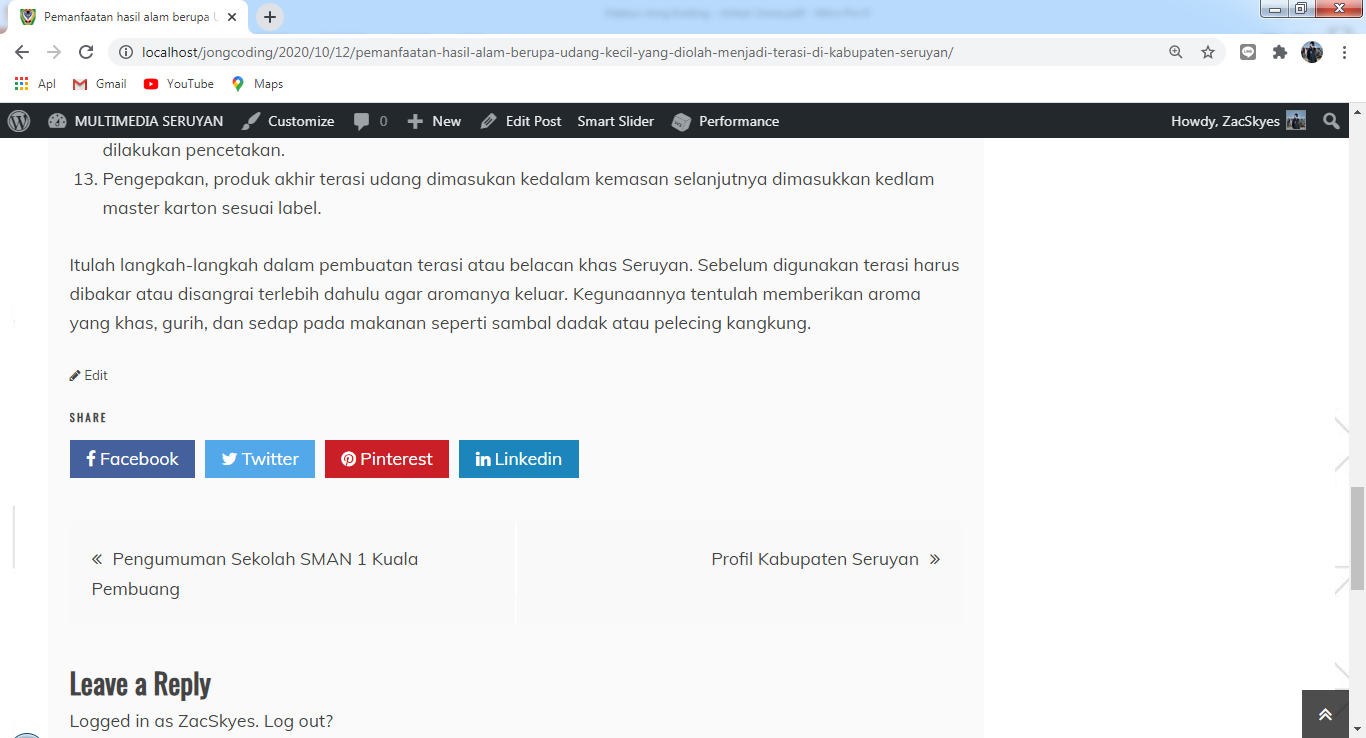 Pemanfaatan hasil alam berupa U
localhost/jongcoding/2020/10/12/pemanfaatan-hasil-alam-berupa-udang-kecil-yang-diolah-menjadi-terasi-di-kabupaten-seruyan/
Apl Gmail YouTube Maps
MULTIMEDIA SERUYAN Customize 0 New Edit Post Smart Slider Performance Howdy, ZacSkyes
dilakukan pencetakan.
13. Pengepakan, produk akhir terasi udang dimasukan kedalam kemasan selanjutnya dimasukkan kedlam
master karton sesuai label.
Itulah langkah-langkah dalam pembuatan terasi atau belacan khas Seruyan. Sebelum digunakan terasi harus
dibakar atau disangrai terlebih dahulu agar aromanya keluar. Kegunaannya tentulah memberikan aroma
yang khas, gurih, dan sedap pada makanan seperti sambal dadak atau pelecing kangkung.
Edit
SHARE
Facebook Twitter Pinterest Linkedin
« Pengumuman Sekolah SMAN 1 Kuala
Pembuang
Profil Kabupaten Seruyan »
Leave a Reply
Logged in as ZacSkyes. Log out?